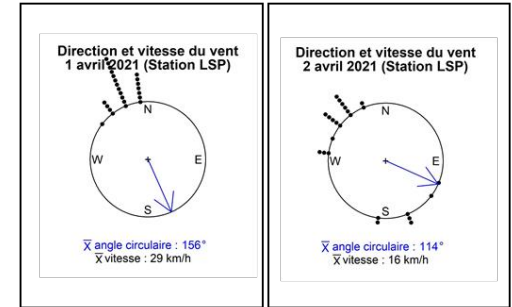 Direction et vitesse du vent
1 avril 2021 (Station LSP)
N
W
E
S
X̅ angle circulaire : 156°
X̅ vitesse : 29 km/h
Direction et vitesse du vent
2 avril 2021 (Station LSP)
N
W
E
S
X̅ angle circulaire : 114°
X̅ vitesse : 16 km/h